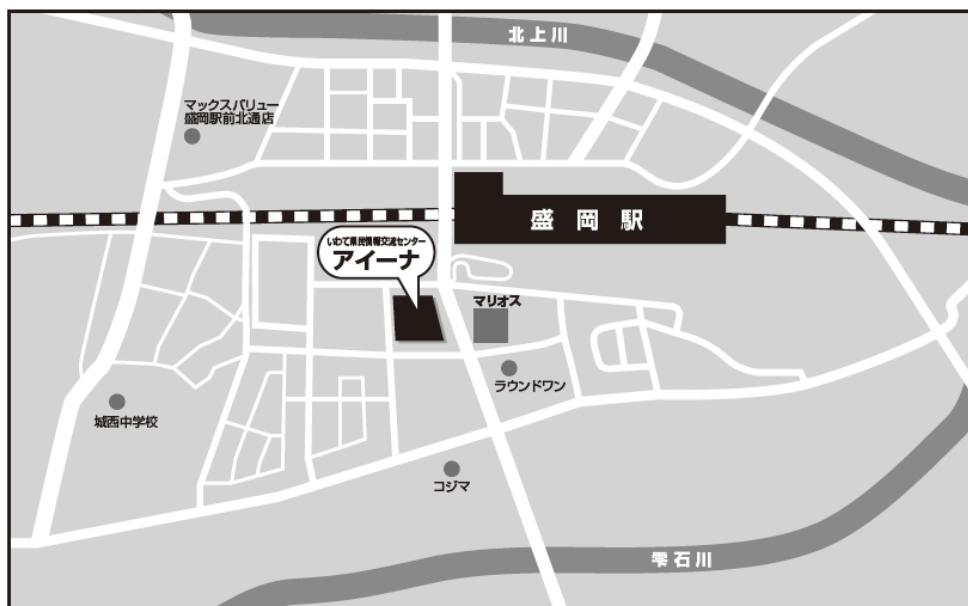 北上川
マックスバリュー
盛岡駅前北通店
盛岡駅
いわて県民情報交流センター
アイーナ
マリオス
ラウンドワン
城西中学校
コジマ
雫石川